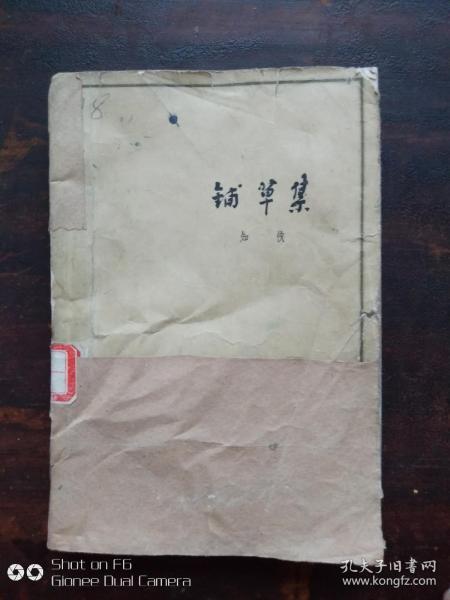 8
铺草集
知侠
Shot on F6
Gionee Dual Camera
孔夫子旧书网
www.kongfz.com